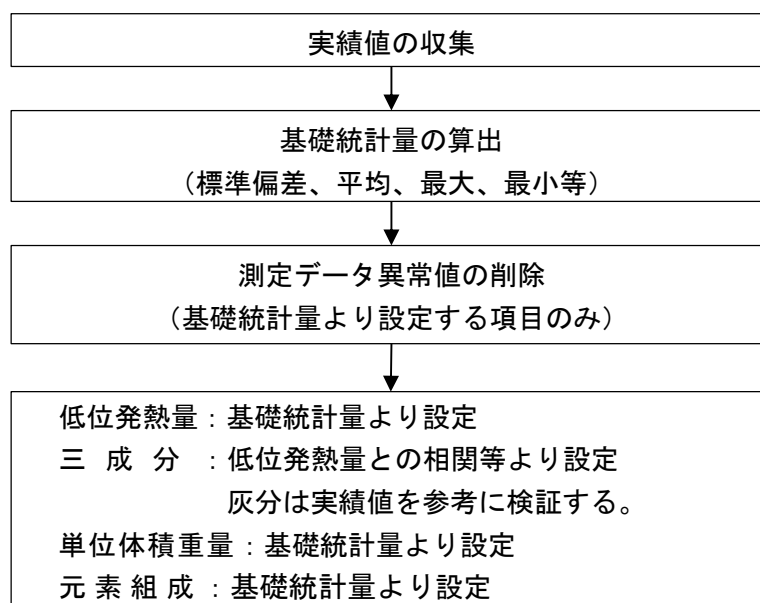 実績値の収集
基礎統計量の算出
（標準偏差、平均、最大、最小等）
測定データ異常値の削除
（基礎統計量より設定する項目のみ）
低位発熱量：基礎統計量より設定
三 成 分 ：低位発熱量との相関等より設定
灰分は実績値を参考に検証する。
単位体積重量：基礎統計量より設定
元 素 組 成 ：基礎統計量より設定